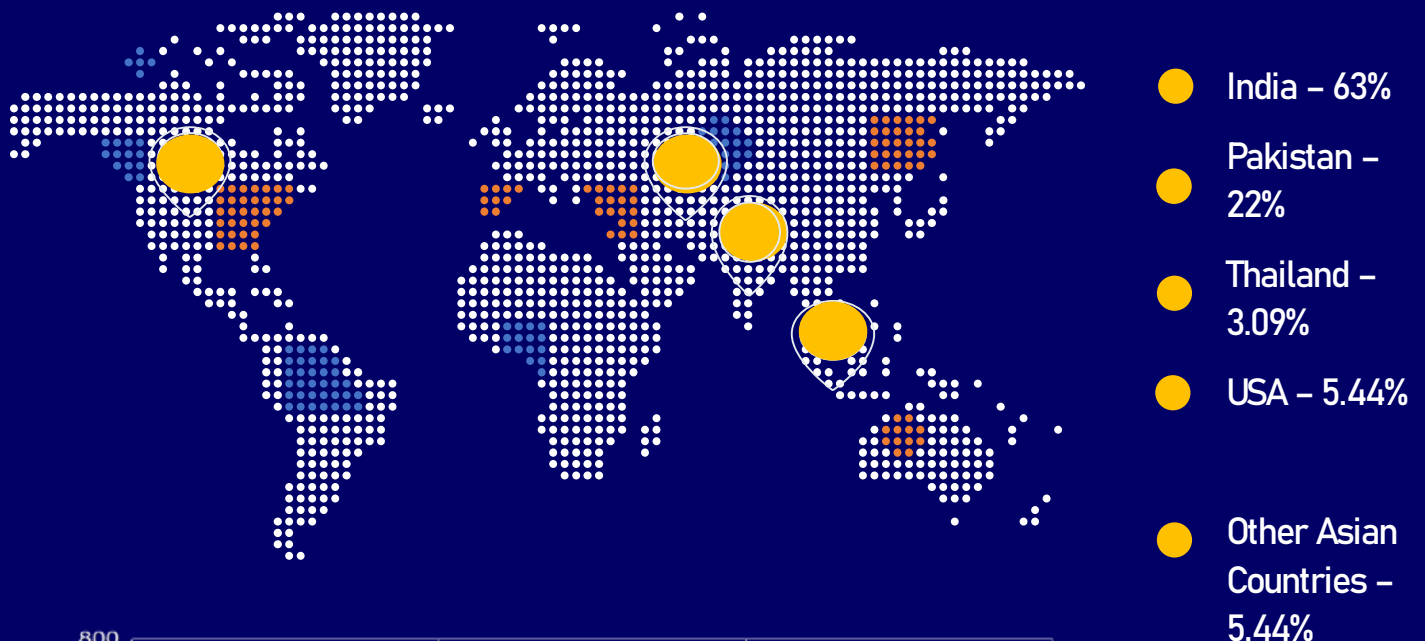 India – 63%
Pakistan –
22%
Thailand –
3.09%
USA – 5.44%
Other Asian
Countries –
5.44%
800